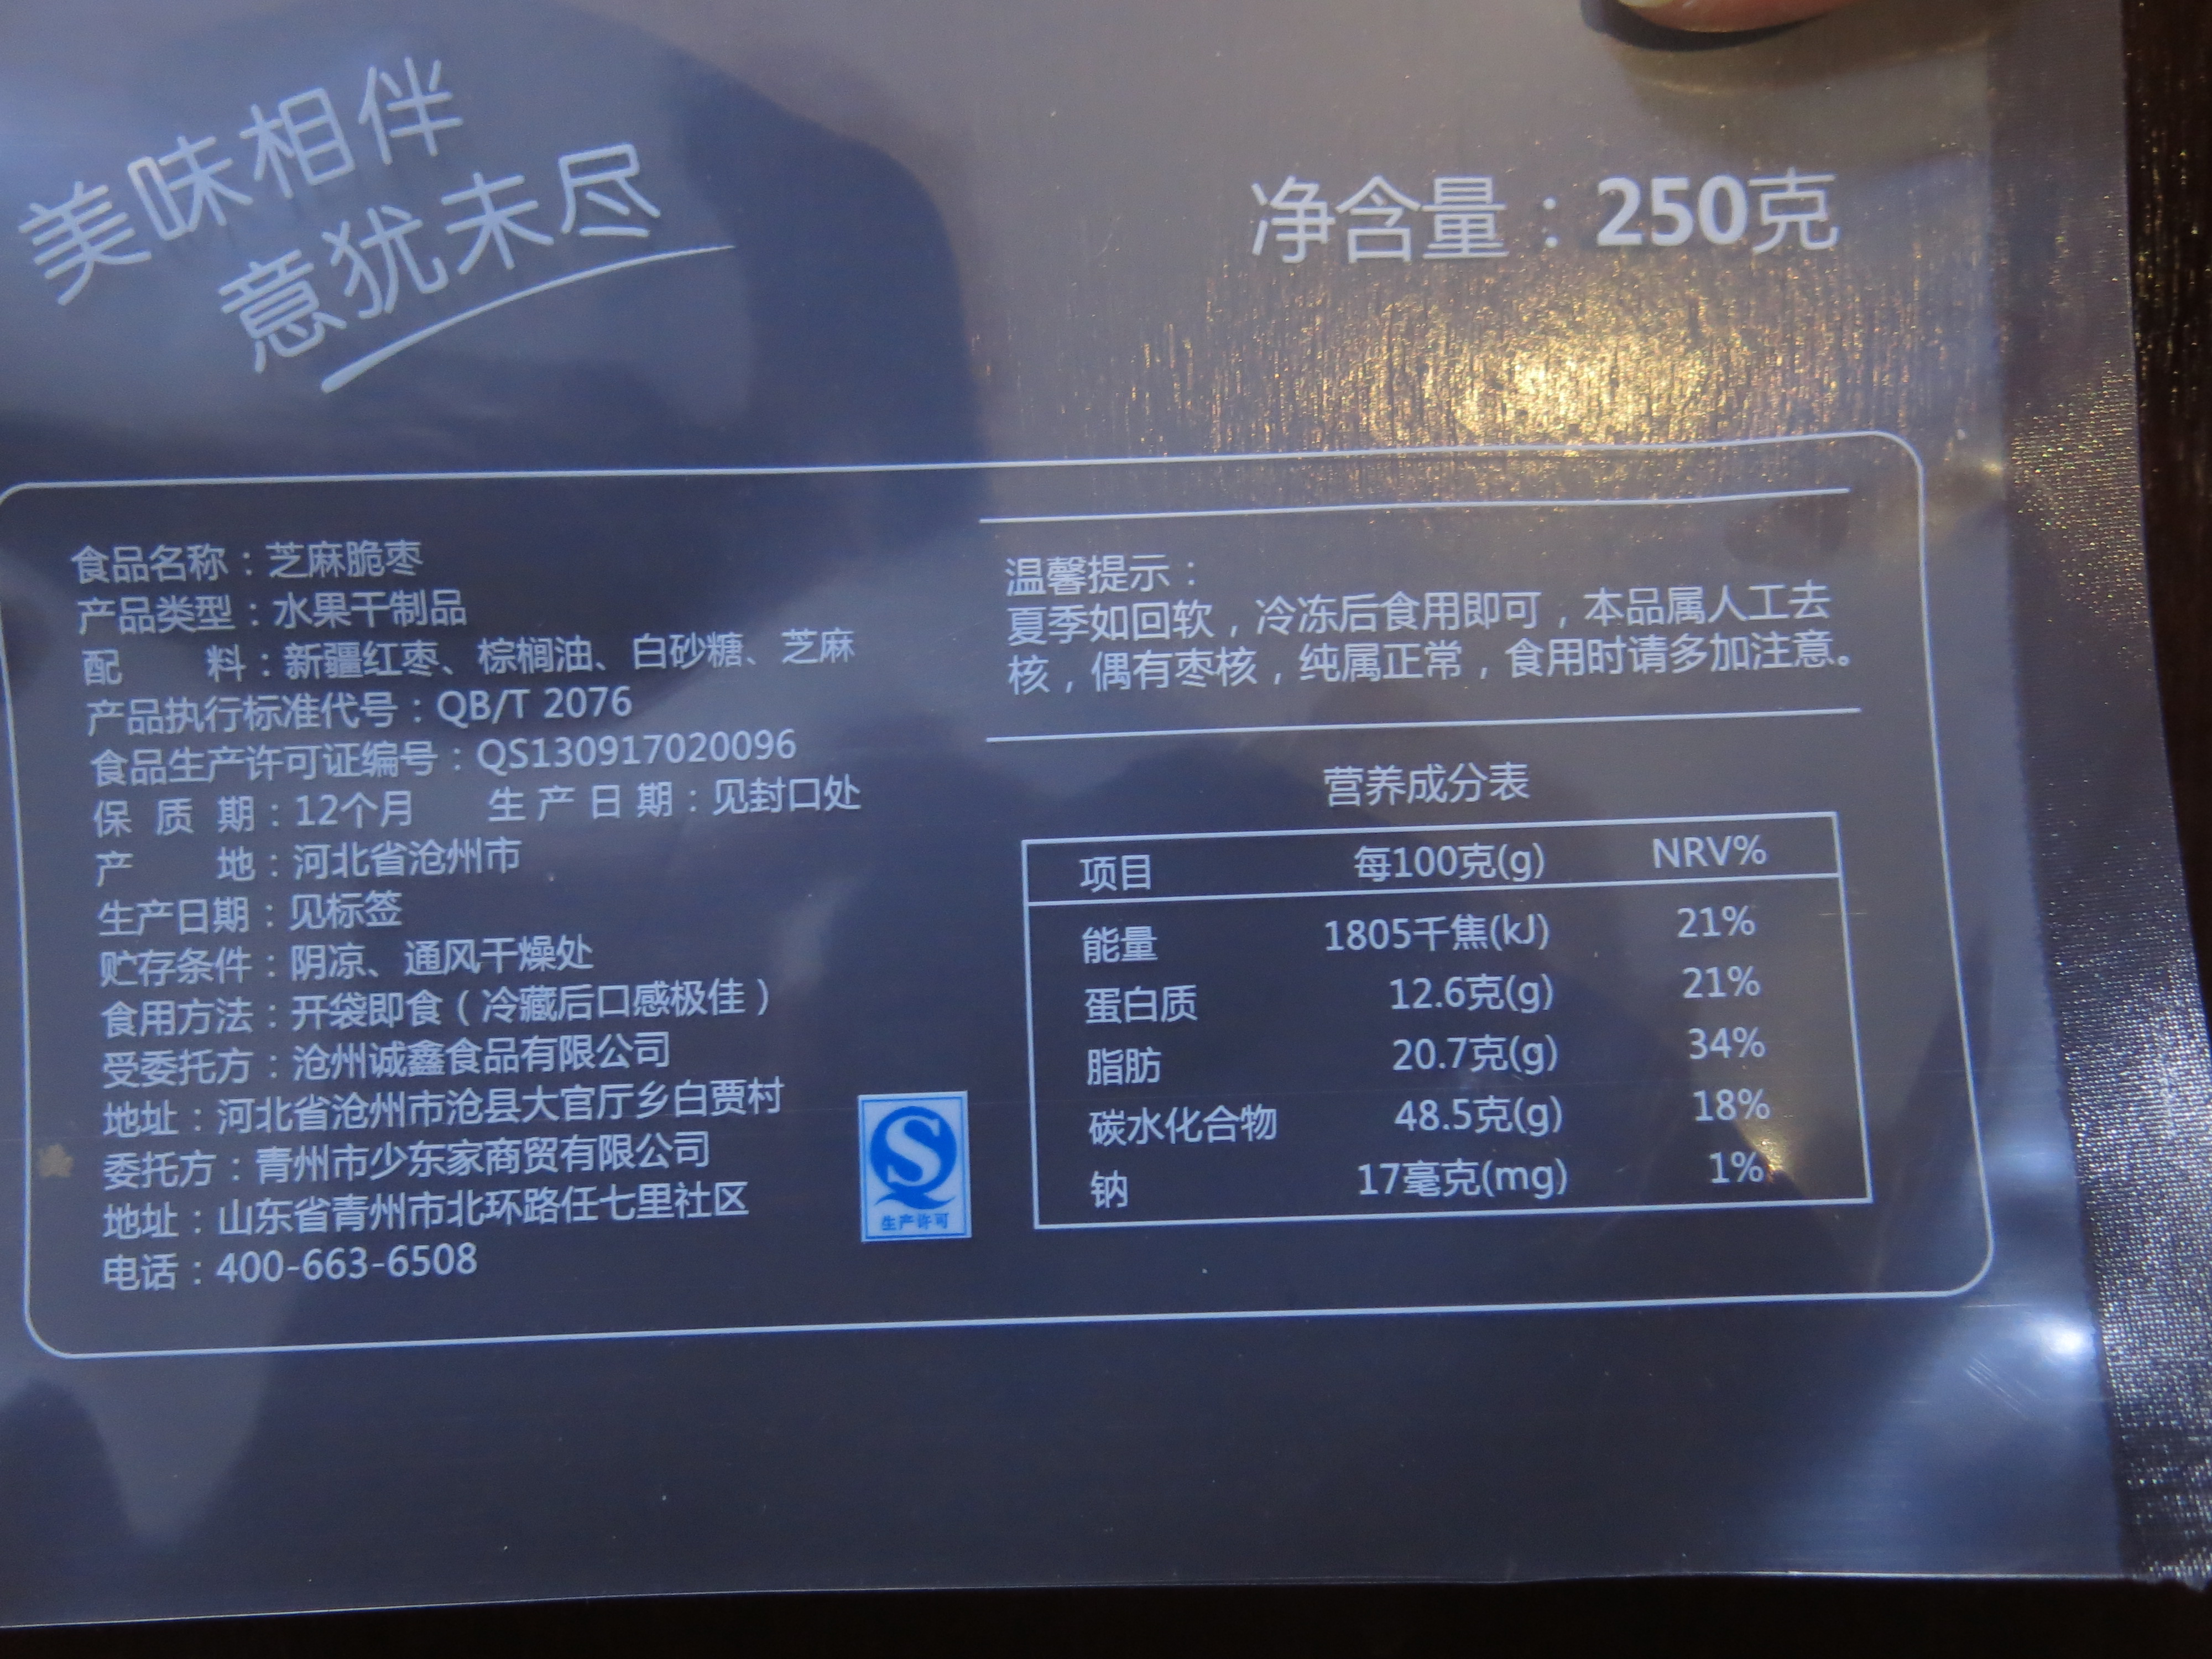 美味相伴
意犹未尽
净含量：250克
食品名称：芝麻脆枣
产品类型：水果干制品
配 料：新疆红枣、棕榈油、白砂糖、芝麻
产品执行标准代号：QB/T 2076
食品生产许可证编号：QS130917020096
保 质 期：12个月 生 产 日 期：见封口处
产 地：河北省沧州市
生产日期：见标签
贮存条件：阴凉、通风干燥处
食用方法：开袋即食（冷藏后口感极佳）
受委托方：沧州诚鑫食品有限公司
地址：河北省沧州市沧县大官厅乡白贾村
委托方：青州市少东家商贸有限公司
地址：山东省青州市北环路任七里社区
电话：400-663-6508
生产许可
温馨提示：
夏季如回软，冷冻后食用即可，本品属人工去
核，偶有枣核，纯属正常，食用时请多加注意。
营养成分表
项目 每100克(g) NRV%
能量 1805千焦(kJ) 21%
蛋白质 12.6克(g) 21%
脂肪 20.7克(g) 34%
碳水化合物 48.5克(g) 18%
钠 17毫克(mg) 1%